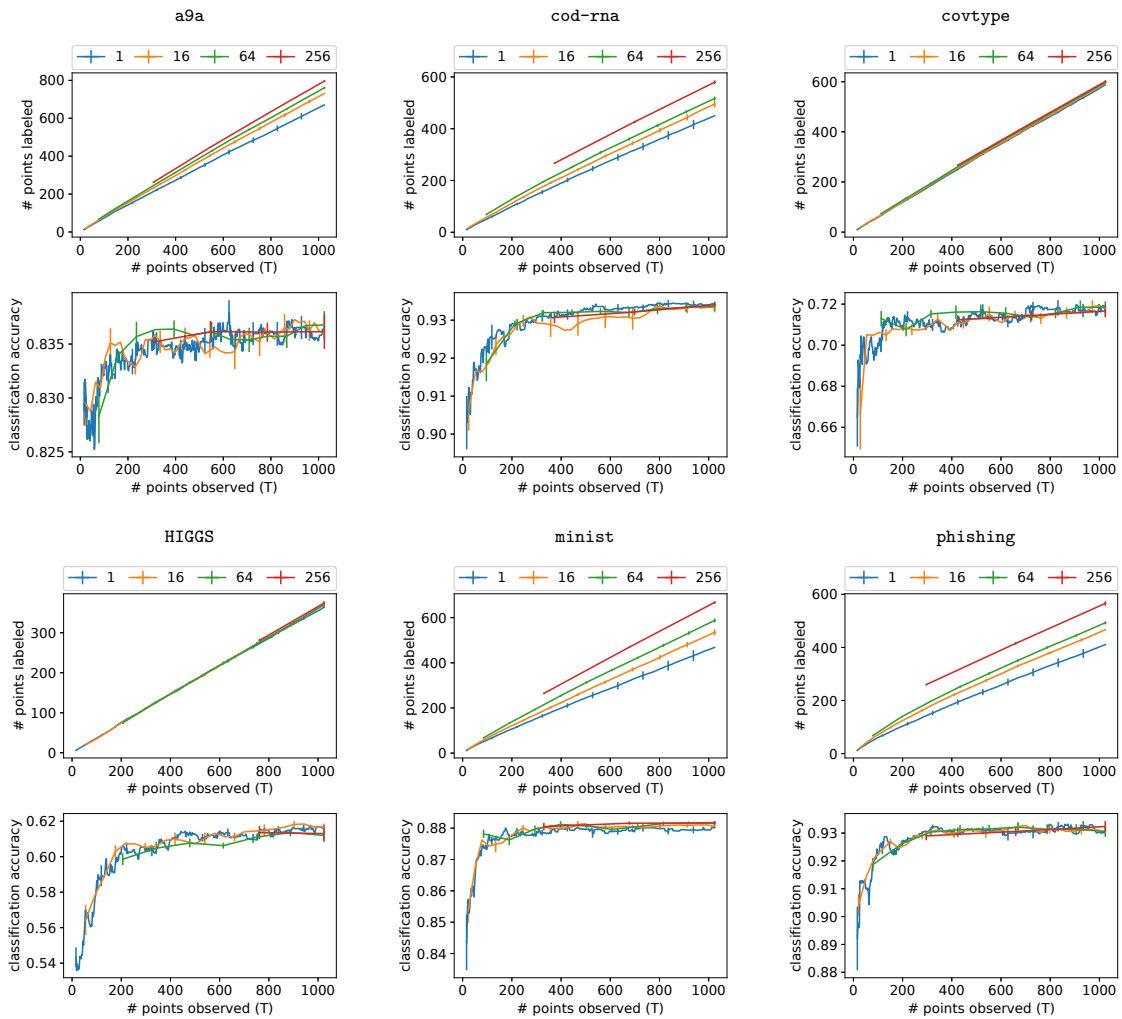 a9a
1 16 64 256
800
600
400
200
0
# points labeled
0 200 400 600 800 1000
# points observed (T)
0.835
0.830
0.825
classification accuracy
0 200 400 600 800 1000
# points observed (T)
cod-rna
1 16 64 256
600
400
200
0
# points labeled
0 200 400 600 800 1000
# points observed (T)
0.93
0.92
0.91
0.90
classification accuracy
0 200 400 600 800 1000
# points observed (T)
covtype
1 16 64 256
600
400
200
0
# points labeled
0 200 400 600 800 1000
# points observed (T)
0.72
0.70
0.68
0.66
classification accuracy
0 200 400 600 800 1000
# points observed (T)
HIGGS
1 16 64 256
300
200
100
0
# points labeled
0 200 400 600 800 1000
# points observed (T)
0.62
0.60
0.58
0.56
0.54
classification accuracy
0 200 400 600 800 1000
# points observed (T)
minist
1 16 64 256
600
400
200
0
# points labeled
0 200 400 600 800 1000
# points observed (T)
0.88
0.87
0.86
0.85
0.84
classification accuracy
0 200 400 600 800 1000
# points observed (T)
phishing
1 16 64 256
600
400
200
0
# points labeled
0 200 400 600 800 1000
# points observed (T)
0.93
0.92
0.91
0.90
0.89
0.88
classification accuracy
0 200 400 600 800 1000
# points observed (T)